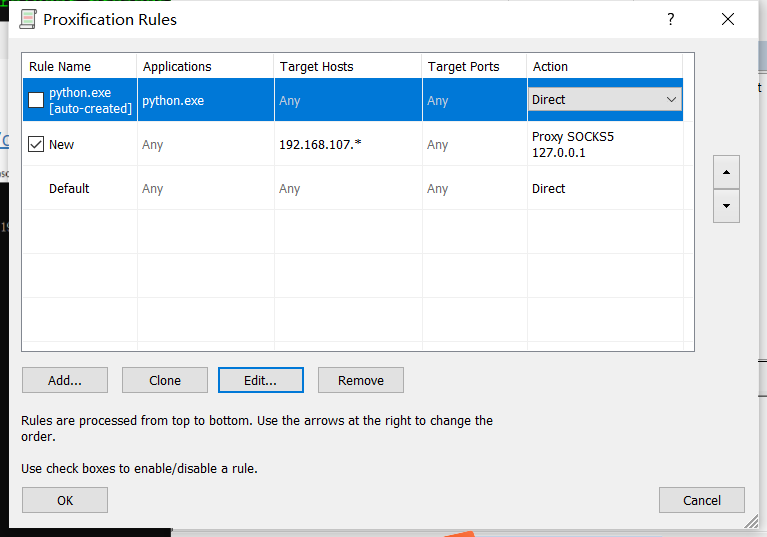 Proxification Rules
?
Rule Name Applications Target Hosts Target Ports Action
python.exe
[auto-created] python.exe Any Any Direct
New Any 192.168.107.* Any Proxy SOCKS5
127.0.0.1
Default Any Any Any Direct
Add... Clone Edit... Remove
Rules are processed from top to bottom. Use the arrows at the right to change the
order.
Use check boxes to enable/disable a rule.
OK Cancel